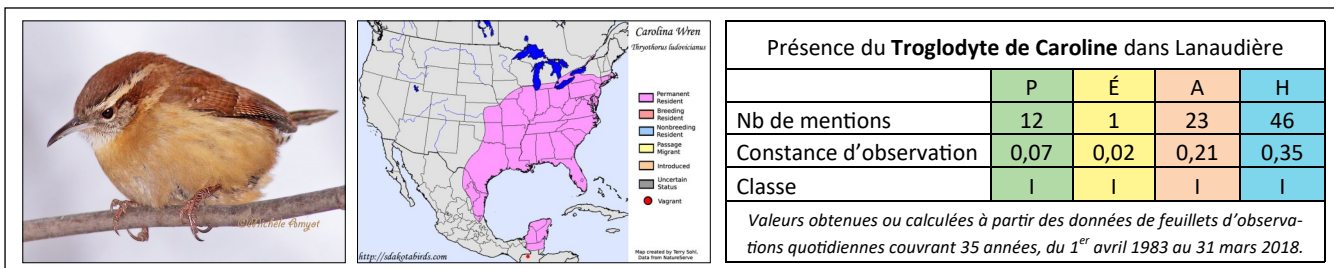 © Michèle Amyot
Carolina Wren
Thryothorus ludovicianus
Permanent
Resident
Breeding
Resident
Nonbreeding
Resident
Passage
Migrant
Introduced
Uncertain
Status
Vagrant
http://sdakotabirds.com
Map created by Terry Sohl.
Data from NatureServe
Présence du Troglodyte de Caroline dans Lanaudière
P É A H
Nb de mentions 12 1 23 46
Constance d’observation 0,07 0,02 0,21 0,35
Classe I I I I
Valeurs obtenues ou calculées à partir des données de feuillets d’observa-
tions quotidiennes couvrant 35 années, du 1er avril 1983 au 31 mars 2018.